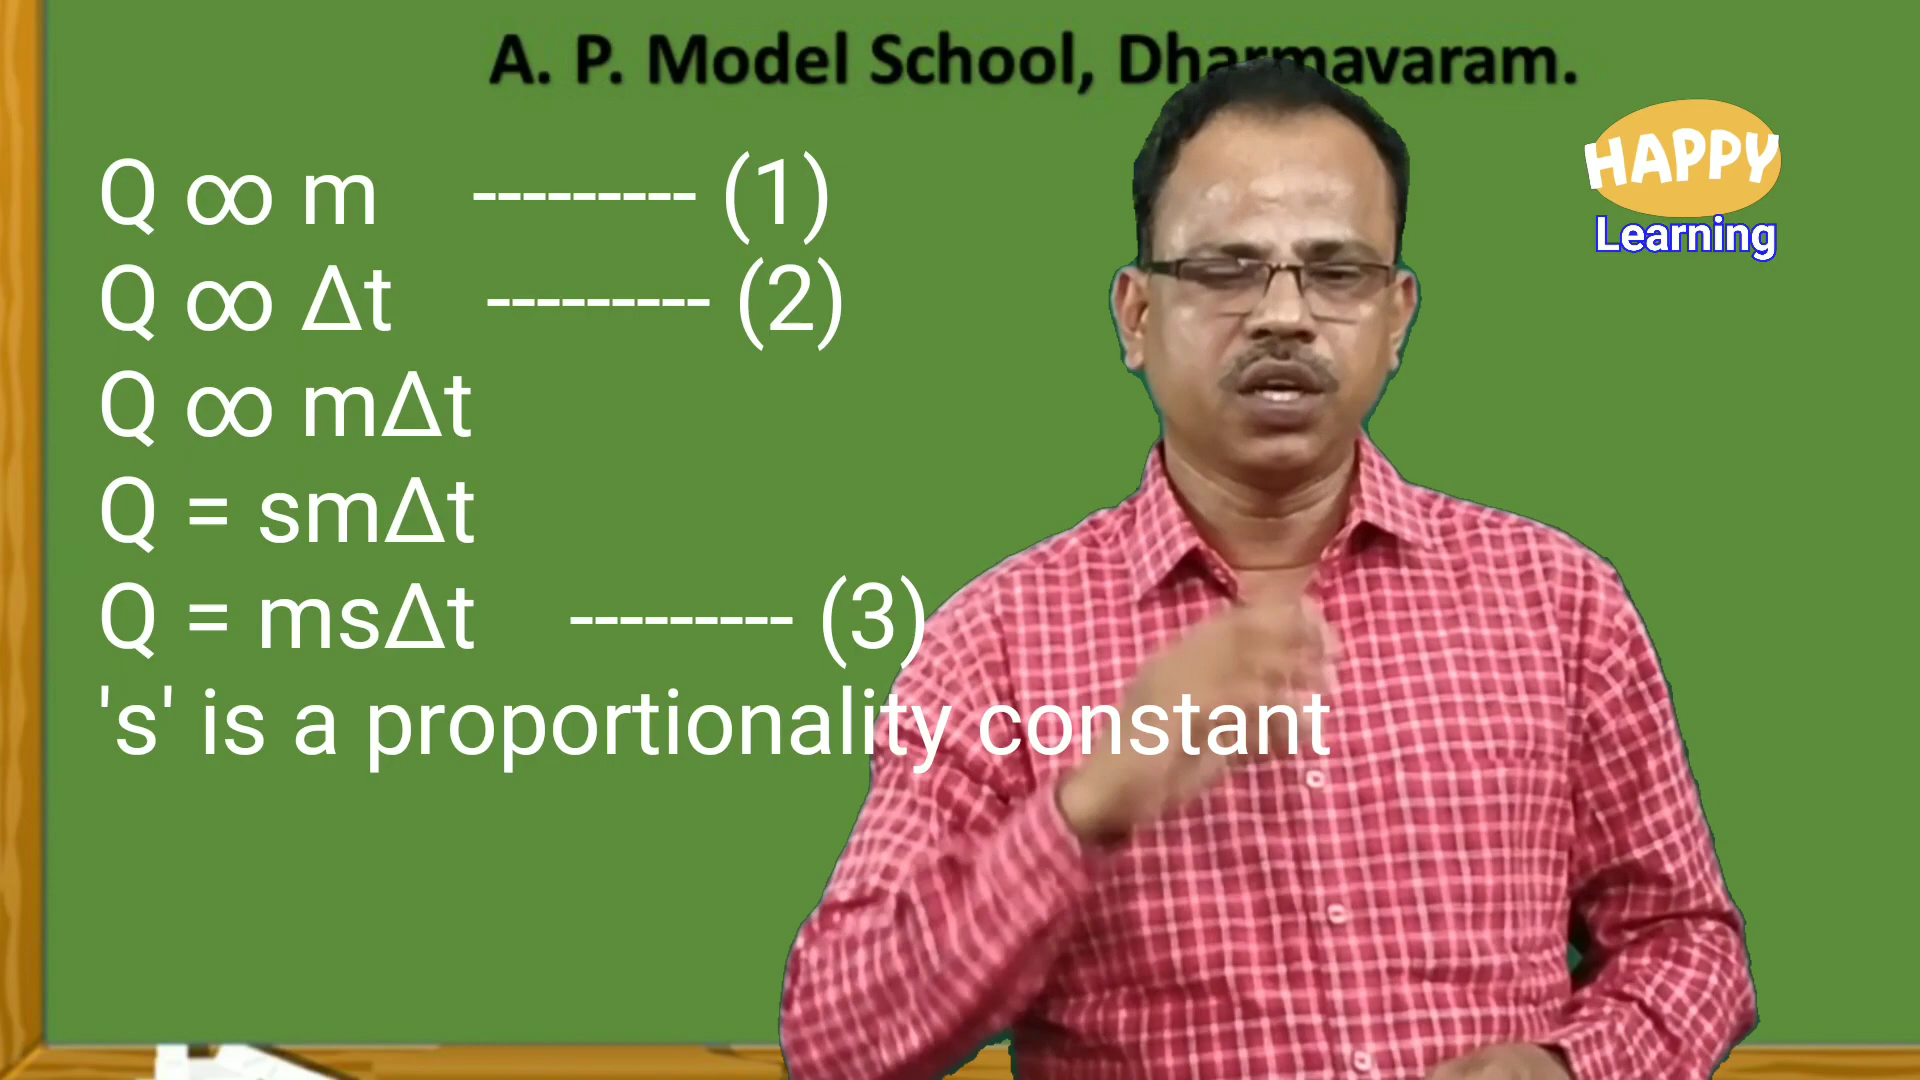 A. P. Model School, Dharmavaram.
HAPPY
Learning
Q ∞ m --------- (1)
Q ∞ Δt --------- (2)
Q ∞ mΔt
Q = smΔt
Q = msΔt --------- (3)
's' is a proportionality constant